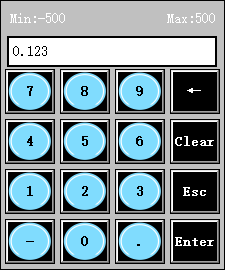 Min:-500 Max:500
0.123
7 8 9 ←
4 5 6 Clear
1 2 3 Esc
- 0 . Enter